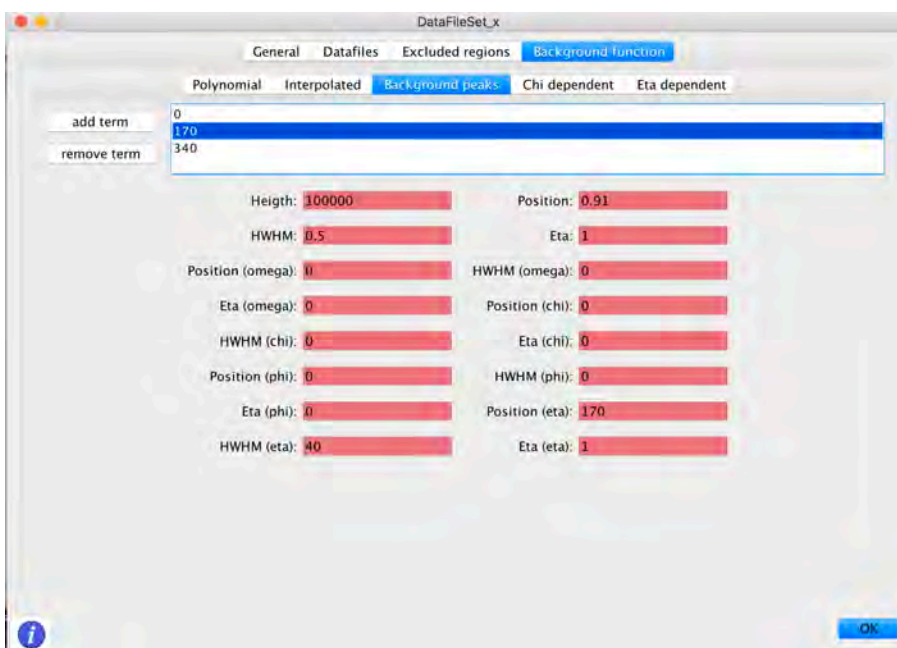 DataFileSet_x
General Datafiles Excluded regions Background function
Polynomial Interpolated Background peaks Chi dependent Eta dependent
add term
remove term
0
170
340
Heigth: 100000 Position: 0.91
HWHM: 0.5 Eta: 1
Position (omega): 0 HWHM (omega): 0
Eta (omega): 0 Position (chi): 0
HWHM (chi): 0 Eta (chi): 0
Position (phi): 0 HWHM (phi): 0
Eta (phi): 0 Position (eta): 170
HWHM (eta): 40 Eta (eta): 1
i OK